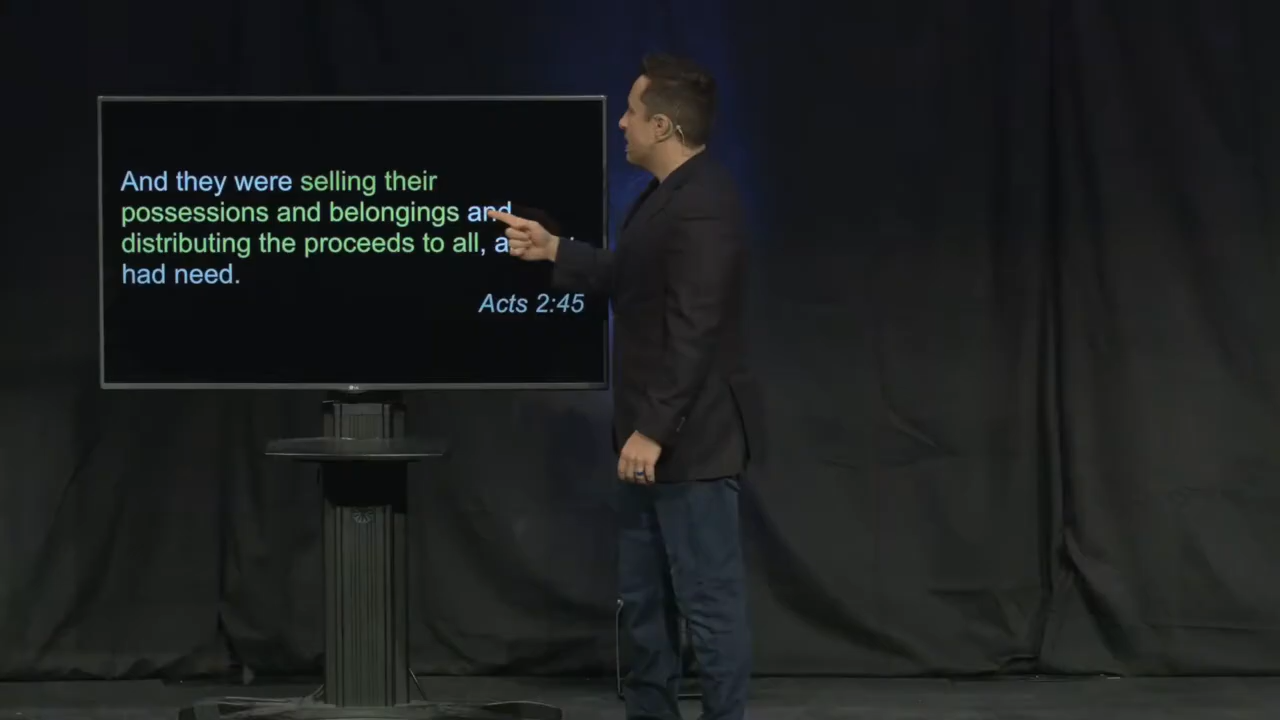 And they were selling their
possessions and belongings and
distributing the proceeds to all,
had need.
Acts 2:45
LG